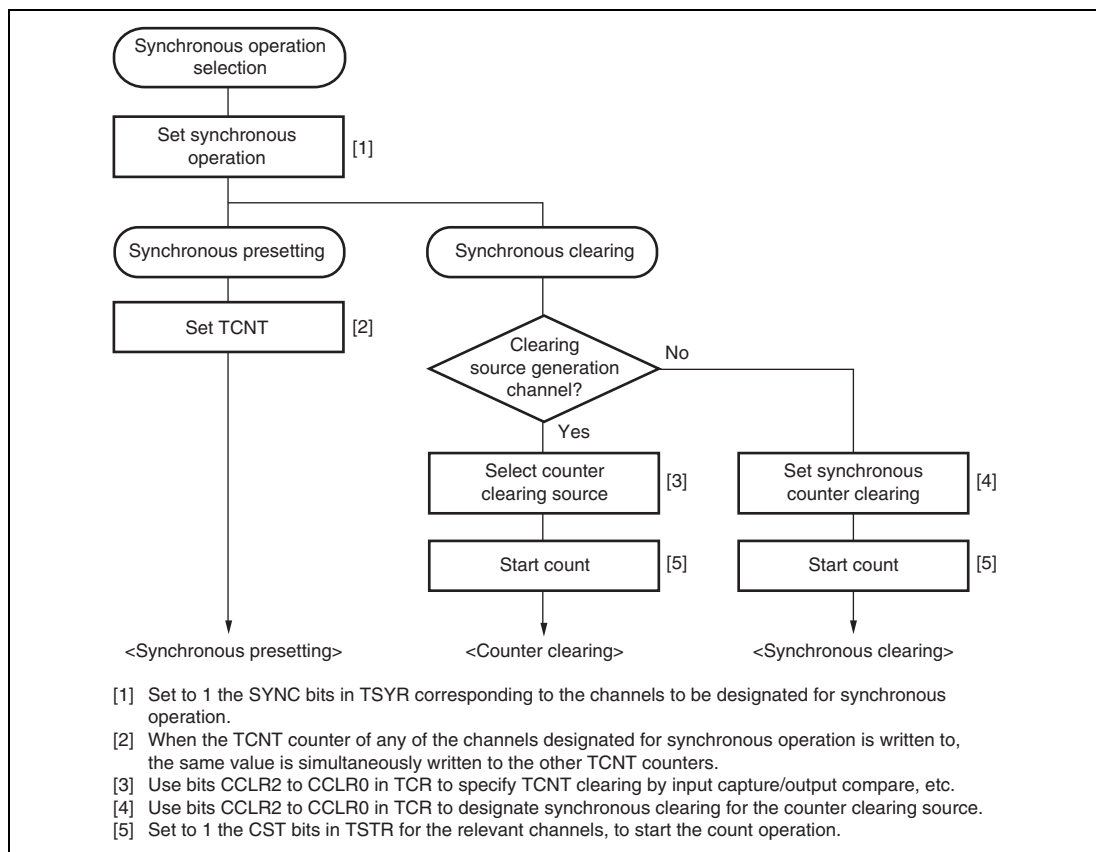 Synchronous operation
selection
Set synchronous
operation
[1]
Synchronous presetting
Synchronous clearing
Set TCNT
[2]
Clearing
source generation
channel?
No
Yes
Select counter
clearing source
[3]
Set synchronous
counter clearing
[4]
Start count
[5]
Start count
[5]
<Synchronous presetting>
<Counter clearing>
<Synchronous clearing>
[1] Set to 1 the SYNC bits in TSYR corresponding to the channels to be designated for synchronous
operation.
[2] When the TCNT counter of any of the channels designated for synchronous operation is written to,
the same value is simultaneously written to the other TCNT counters.
[3] Use bits CCLR2 to CCLR0 in TCR to specify TCNT clearing by input capture/output compare, etc.
[4] Use bits CCLR2 to CCLR0 in TCR to designate synchronous clearing for the counter clearing source.
[5] Set to 1 the CST bits in TSTR for the relevant channels, to start the count operation.